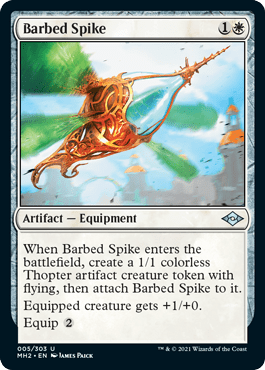 Barbed Spike 1
Artifact — Equipment
When Barbed Spike enters the
battlefield, create a 1/1 colorless
Thopter artifact creature token with
flying, then attach Barbed Spike to it.
Equipped creature gets +1/+0.
Equip 2
005/303 U
MH2 • EN JAMES PAICK
™ & © 2021 Wizards of the Coast